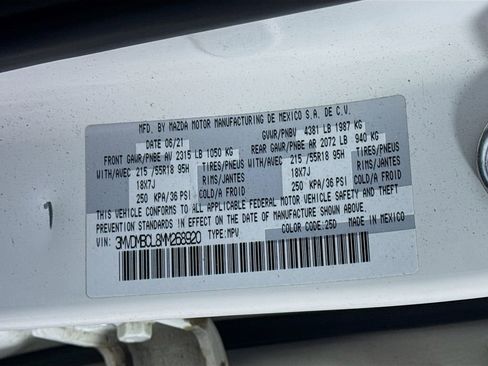 MFD. BY MAZDA MOTOR MANUFACTURING DE MEXICO S.A. DE C.V.
DATE 06/21 GVWR/PNBV 4381 LB 1987 KG
FRONT GAWR/PNBE AV 2315 LB 1050 KG REAR GAWR/PNBE AR 2072 LB 940 KG
WITH/AVEC 215 /55R18 95H TIRES/PNEUS WITH/AVEC 215 /55R18 95H TIRES/PNEUS
18X7J RIMS/JANTES 18X7J RIMS/JANTES
250 KPA/36 PSI COLD/A FROID 250 KPA/36 PSI COLD/A FROID
THIS VEHICLE CONFORMS TO ALL APPLICABLE FEDERAL MOTOR VEHICLE SAFETY AND THEFT
PREVENTION STANDARDS IN EFFECT ON THE DATE OF MANUFACTURE SHOWN ABOVE.
VIN: 3MVDMBCL8MM258920 TYPE:MPV COLOR CODE:25D MADE IN MEXICO